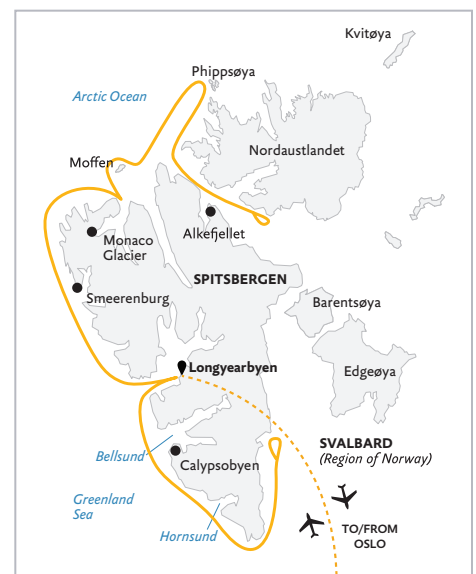 Kvitøya
Phippsøya
Arctic Ocean
Nordaustlandet
Moffen
Alkefjellet
Monaco
Glacier
SPITSBERGEN
Smeerenburg
Barentsøya
Longyearbyen
Edgeøya
SVALBARD
(Region of Norway)
Bellsund
Calypsobyen
Greenland
Sea
Hornsund
TO/FROM
OSLO